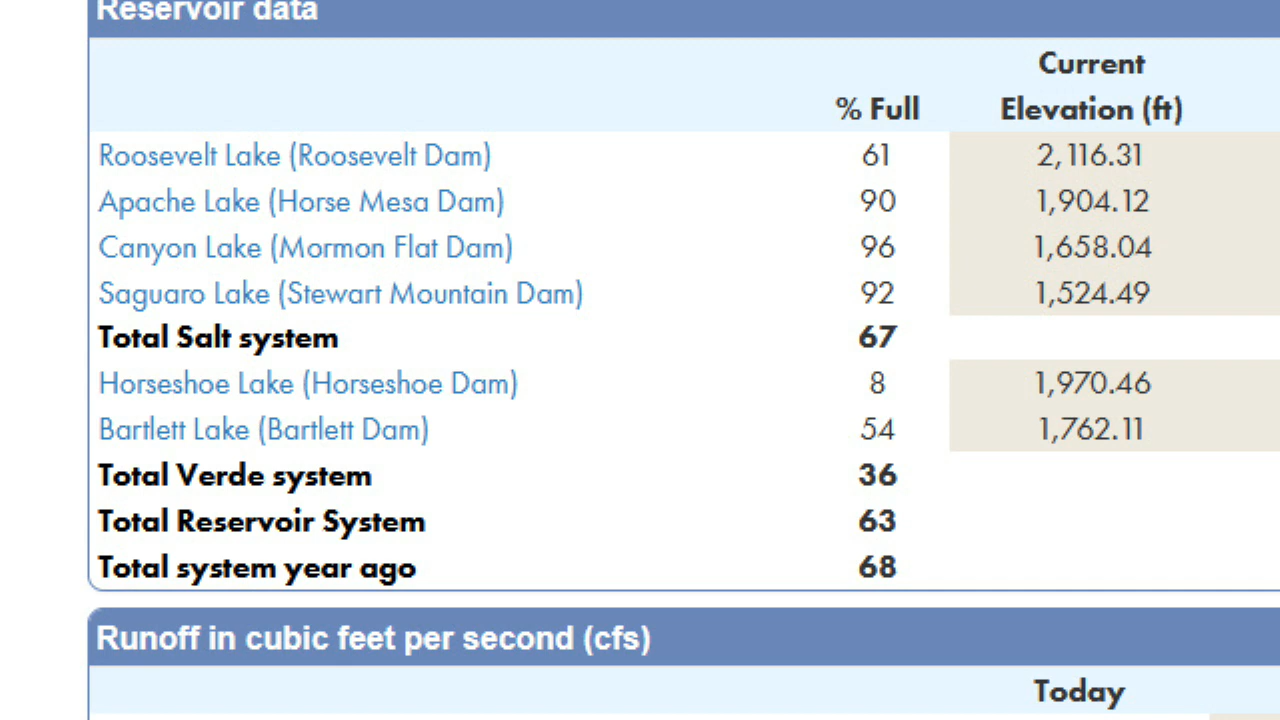 Reservoir data
Current
% Full Elevation (ft)
Roosevelt Lake (Roosevelt Dam) 61 2,116.31
Apache Lake (Horse Mesa Dam) 90 1,904.12
Canyon Lake (Mormon Flat Dam) 96 1,658.04
Saguaro Lake (Stewart Mountain Dam) 92 1,524.49
Total Salt system 67
Horseshoe Lake (Horseshoe Dam) 8 1,970.46
Bartlett Lake (Bartlett Dam) 54 1,762.11
Total Verde system 36
Total Reservoir System 63
Total system year ago 68
Runoff in cubic feet per second (cfs)
Today